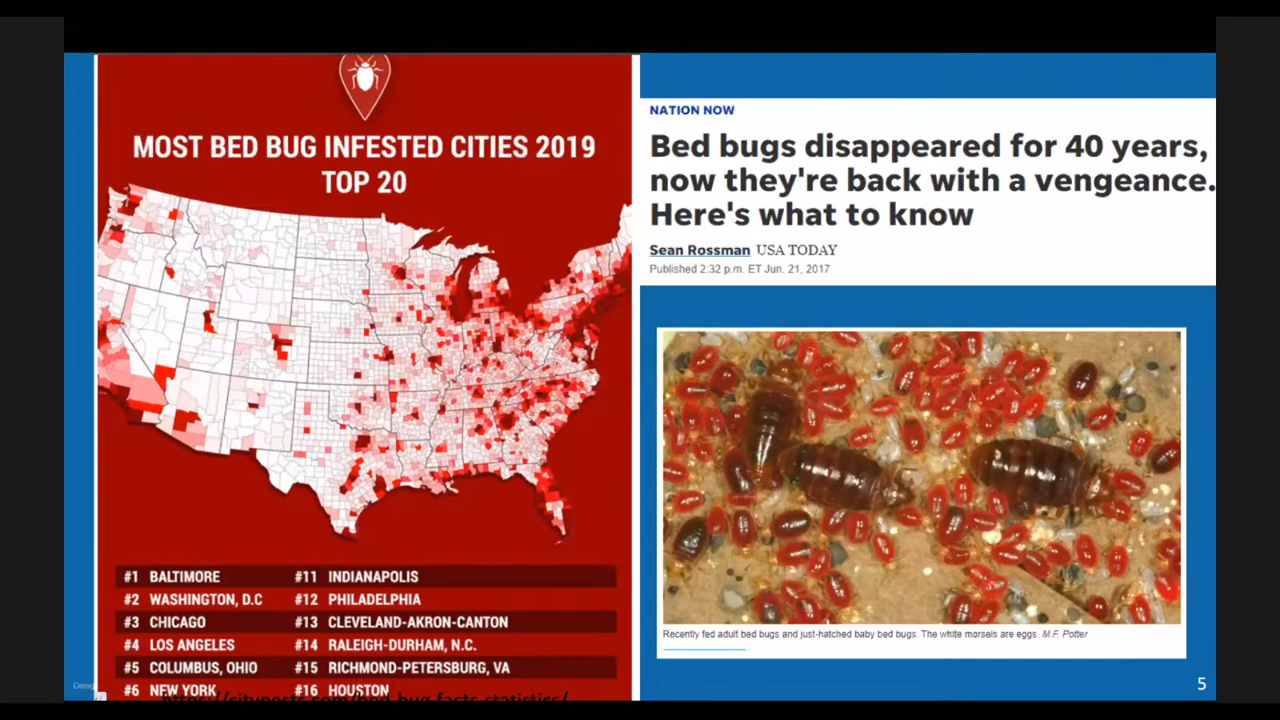 MOST BED BUG INFESTED CITIES 2019
TOP 20
#1 BALTIMORE
#2 WASHINGTON, D.C
#3 CHICAGO
#4 LOS ANGELES
#5 COLUMBUS, OHIO
#6 NEW YORK
#11 INDIANAPOLIS
#12 PHILADELPHIA
#13 CLEVELAND-AKRON-CANTON
#14 RALEIGH-DURHAM, N.C.
#15 RICHMOND-PETERSBURG, VA
#16 HOUSTON
NATION NOW
Bed bugs disappeared for 40 years,
now they're back with a vengeance.
Here's what to know
Sean Rossman USA TODAY
Published 2:32 p.m. ET Jun. 21, 2017
Recently fed adult bed bugs and just-hatched baby bed bugs. The white morsels are eggs. M.F. Potter
5